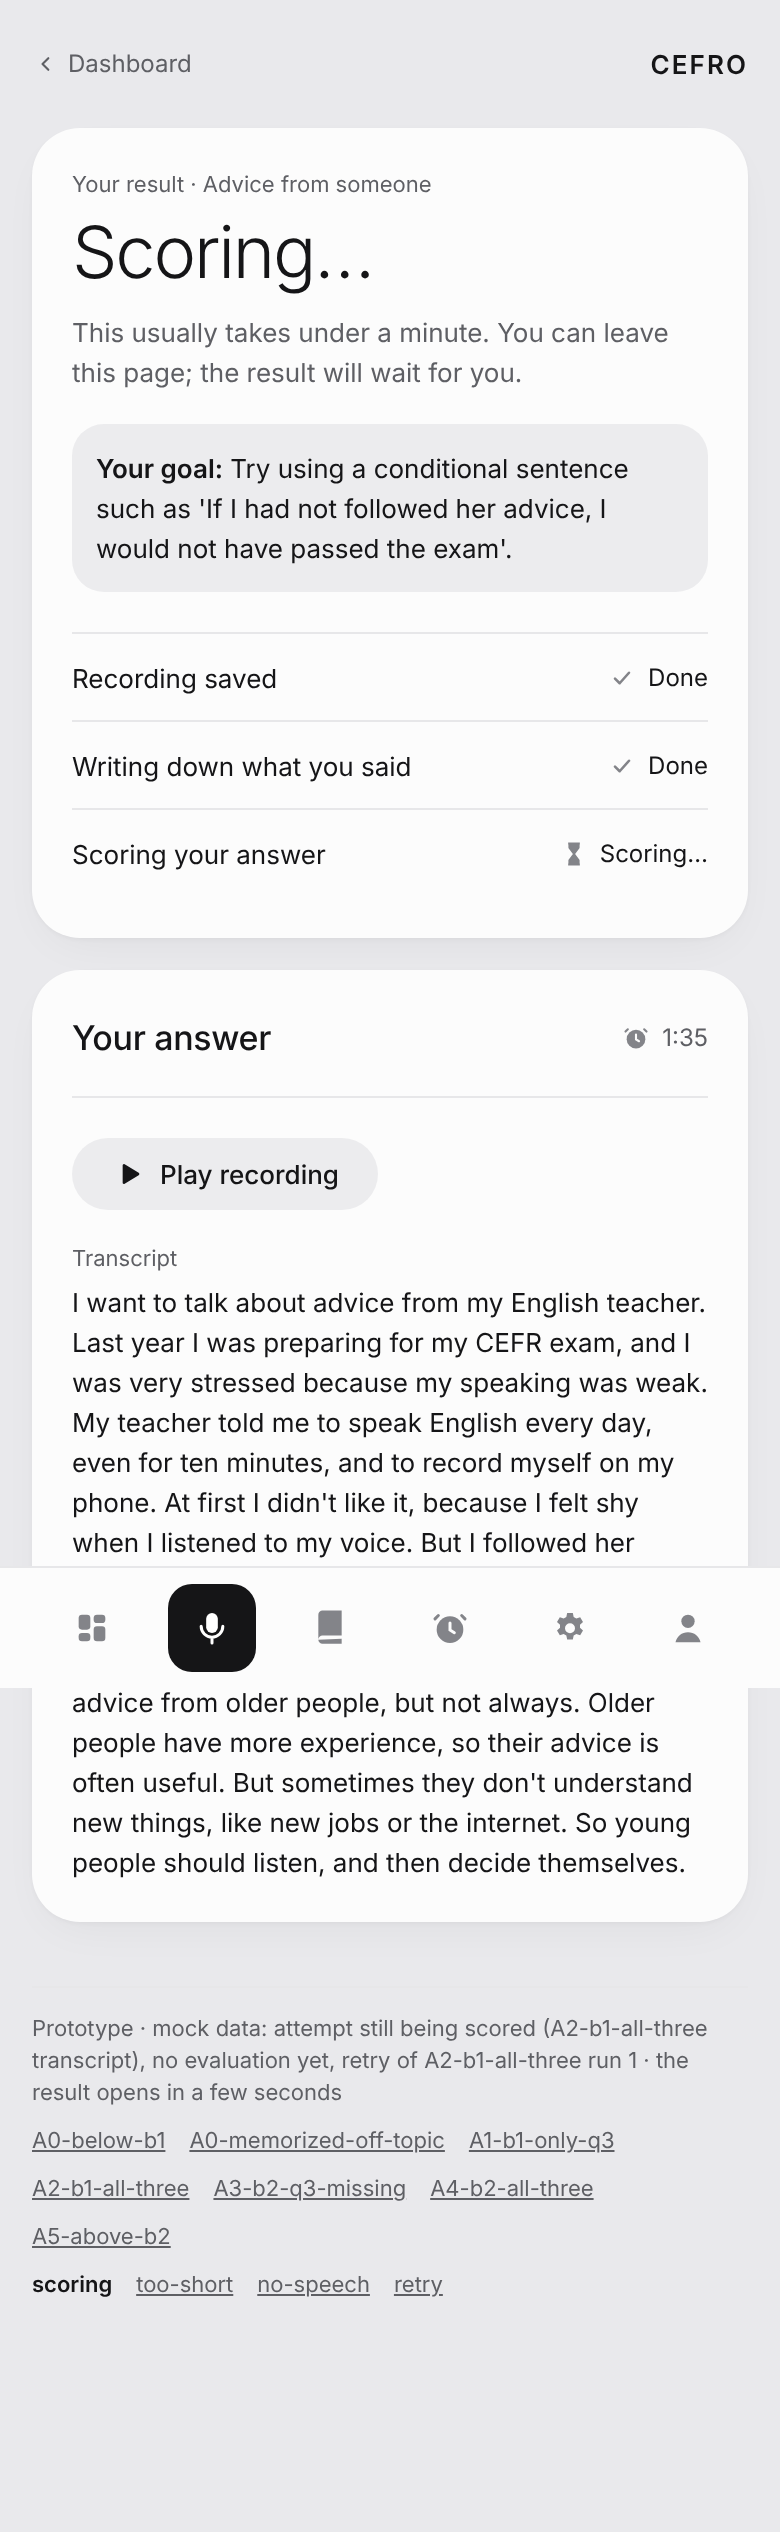 Dashboard
CEFRO
Your result · Advice from someone
Scoring...
This usually takes under a minute. You can leave
this page; the result will wait for you.
Your goal: Try using a conditional sentence
such as 'If I had not followed her advice, I
would not have passed the exam'.
Recording saved
Done
Writing down what you said
Done
Scoring your answer
Scoring...
Your answer
1:35
Play recording
Transcript
I want to talk about advice from my English teacher.
Last year I was preparing for my CEFR exam, and I
was very stressed because my speaking was weak.
My teacher told me to speak English every day,
even for ten minutes, and to record myself on my
phone. At first I didn't like it, because I felt shy
when I listened to my voice. But I followed her
advice from older people, but not always. Older
people have more experience, so their advice is
often useful. But sometimes they don't understand
new things, like new jobs or the internet. So young
people should listen, and then decide themselves.
Prototype · mock data: attempt still being scored (A2-b1-all-three
transcript), no evaluation yet, retry of A2-b1-all-three run 1 · the
result opens in a few seconds
A0-below-b1 A0-memorized-off-topic A1-b1-only-q3
A2-b1-all-three A3-b2-q3-missing A4-b2-all-three
A5-above-b2
scoring too-short no-speech retry